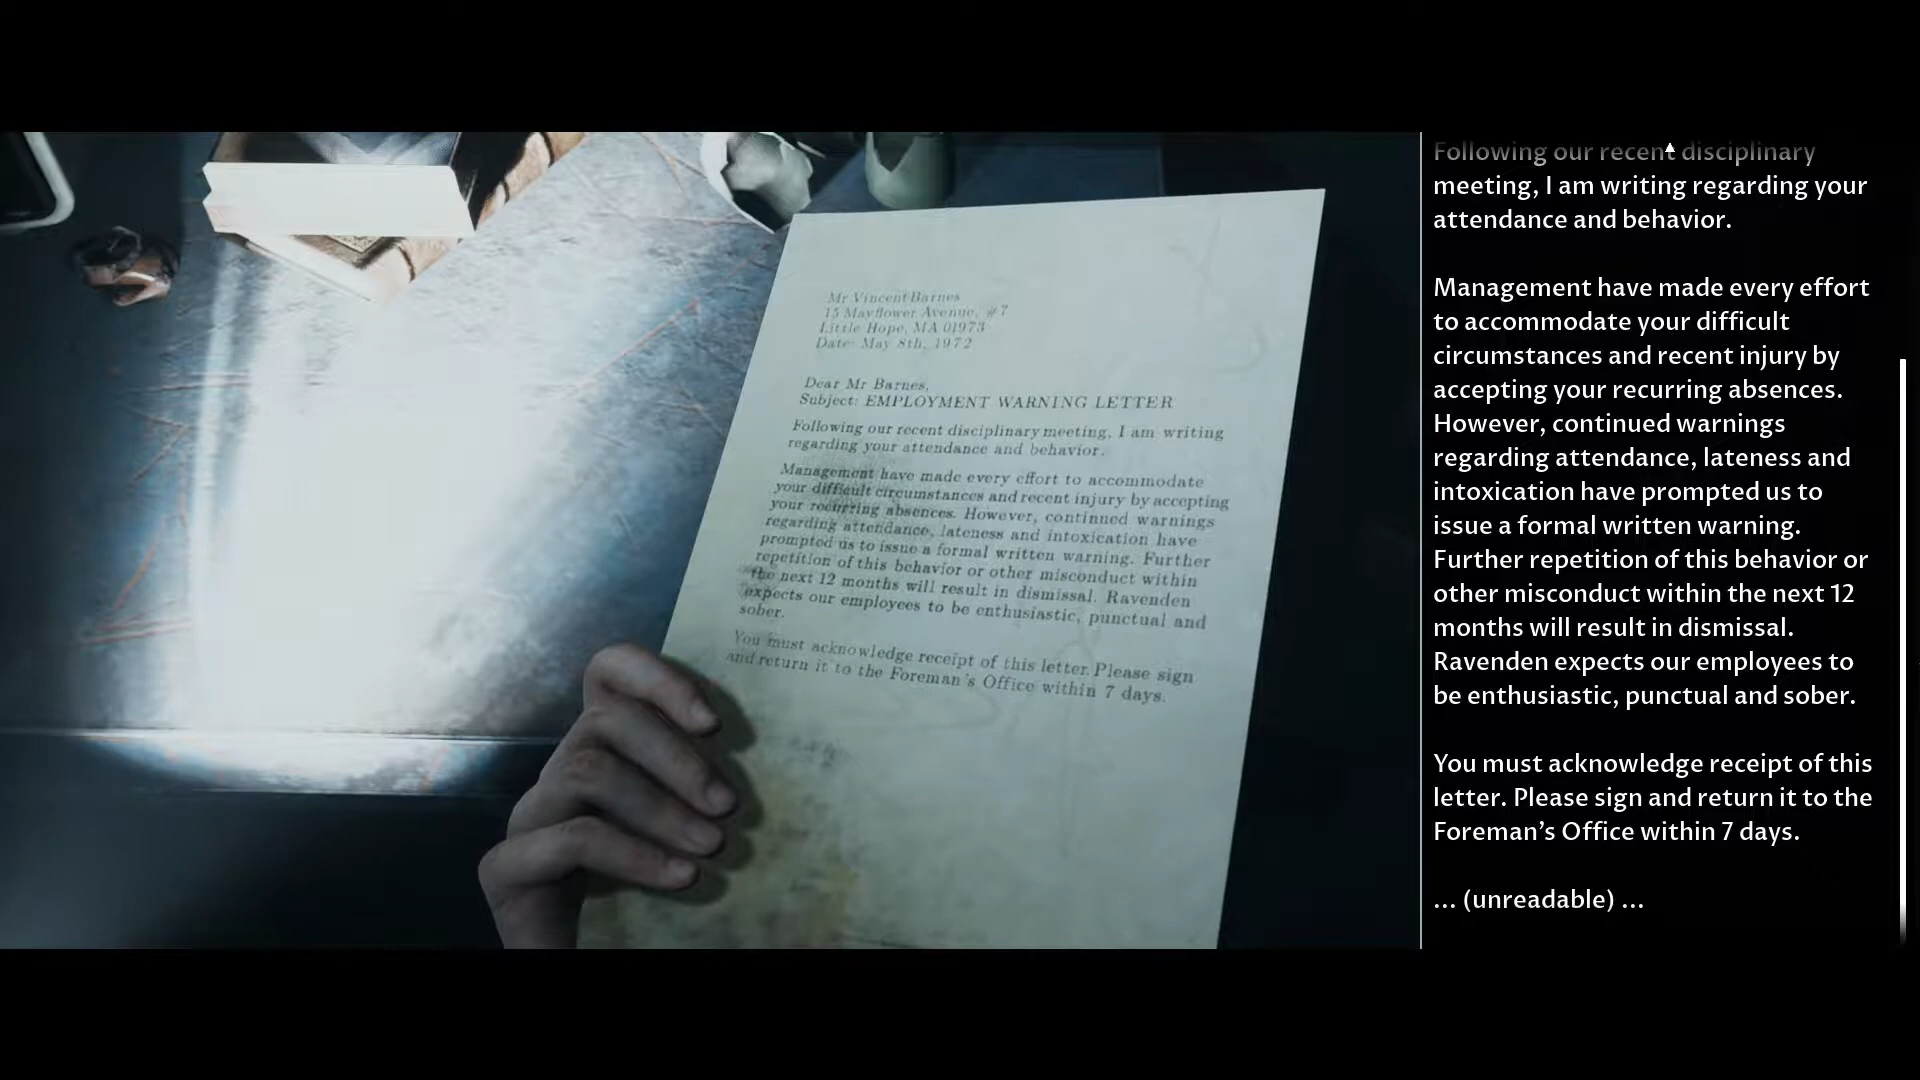 Mr Vincent Barnes
15 Mayflower Avenue, #7
Little Hope, MA 01973
Date: May 8th, 1972
Dear Mr Barnes,
Subject: EMPLOYMENT WARNING LETTER
Following our recent disciplinary meeting, I am writing
regarding your attendance and behavior.
Management have made every effort to accommodate
your difficult circumstances and recent injury by accepting
your recurring absences. However, continued warnings
regarding attendance, lateness and intoxication have
prompted us to issue a formal written warning. Further
repetition of this behavior or other misconduct within
the next 12 months will result in dismissal. Ravenden
expects our employees to be enthusiastic, punctual and
sober.
You must acknowledge receipt of this letter. Please sign
and return it to the Foreman's Office within 7 days.
Following our recent disciplinary
meeting, I am writing regarding your
attendance and behavior.
Management have made every effort
to accommodate your difficult
circumstances and recent injury by
accepting your recurring absences.
However, continued warnings
regarding attendance, lateness and
intoxication have prompted us to
issue a formal written warning.
Further repetition of this behavior or
other misconduct within the next 12
months will result in dismissal.
Ravenden expects our employees to
be enthusiastic, punctual and sober.
You must acknowledge receipt of this
letter. Please sign and return it to the
Foreman’s Office within 7 days.
... (unreadable) ...